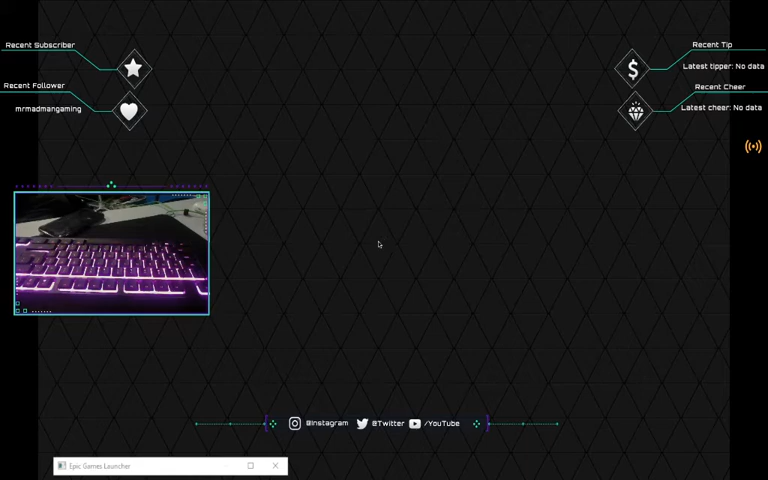 Recent Subscriber
Recent Follower
mrmadmangaming
Recent Tip
Latest tipper: No data
Recent Cheer
Latest cheer: No data
@Instagram @Twitter /YouTube
Epic Games Launcher